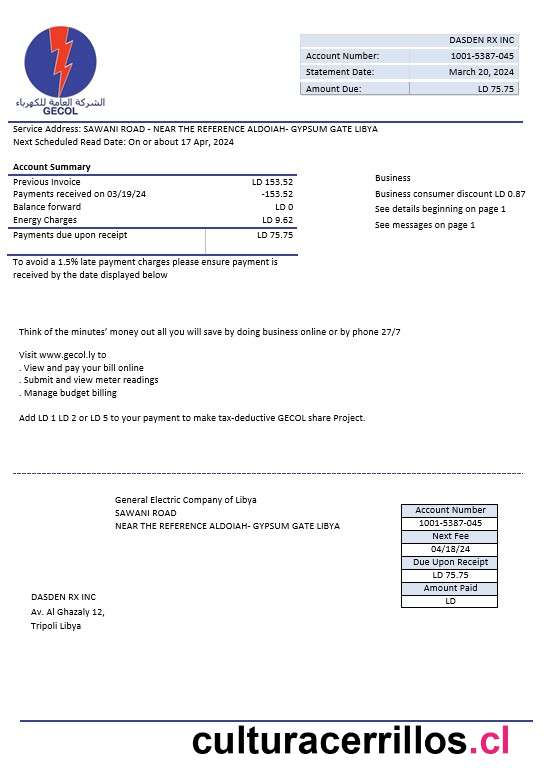 DASDEN RX INC
Account Number: 1001-5387-045
Statement Date: March 20, 2024
Amount Due: LD 75.75
الشركة العامة للكهرباء
GECOL
Service Address: SAWANI ROAD - NEAR THE REFERENCE ALDOIAH- GYPSUM GATE LIBYA
Next Scheduled Read Date: On or about 17 Apr, 2024
Account Summary
Previous Invoice LD 153.52
Payments received on 03/19/24 -153.52
Balance forward LD 0
Energy Charges LD 9.62
Payments due upon receipt LD 75.75
To avoid a 1.5% late payment charges please ensure payment is
received by the date displayed below
Business
Business consumer discount LD 0.87
See details beginning on page 1
See messages on page 1
Think of the minutes’ money out all you will save by doing business online or by phone 27/7
Visit www.gecol.ly to
. View and pay your bill online
. Submit and view meter readings
. Manage budget billing
Add LD 1 LD 2 or LD 5 to your payment to make tax-deductive GECOL share Project.
General Electric Company of Libya
SAWANI ROAD
NEAR THE REFERENCE ALDOIAH- GYPSUM GATE LIBYA
Account Number
1001-5387-045
Next Fee
04/18/24
Due Upon Receipt
LD 75.75
Amount Paid
LD
DASDEN RX INC
Av. Al Ghazaly 12,
Tripoli Libya
culturacerrillos.cl